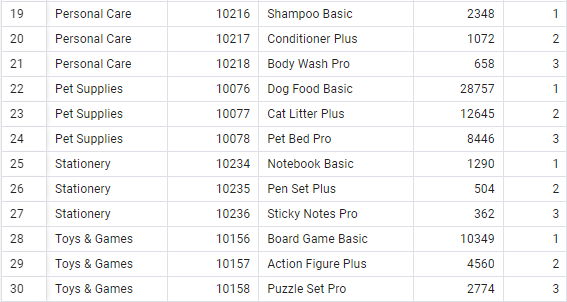 19 Personal Care 10216 Shampoo Basic 2348 1
20 Personal Care 10217 Conditioner Plus 1072 2
21 Personal Care 10218 Body Wash Pro 658 3
22 Pet Supplies 10076 Dog Food Basic 28757 1
23 Pet Supplies 10077 Cat Litter Plus 12645 2
24 Pet Supplies 10078 Pet Bed Pro 8446 3
25 Stationery 10234 Notebook Basic 1290 1
26 Stationery 10235 Pen Set Plus 504 2
27 Stationery 10236 Sticky Notes Pro 362 3
28 Toys & Games 10156 Board Game Basic 10349 1
29 Toys & Games 10157 Action Figure Plus 4560 2
30 Toys & Games 10158 Puzzle Set Pro 2774 3